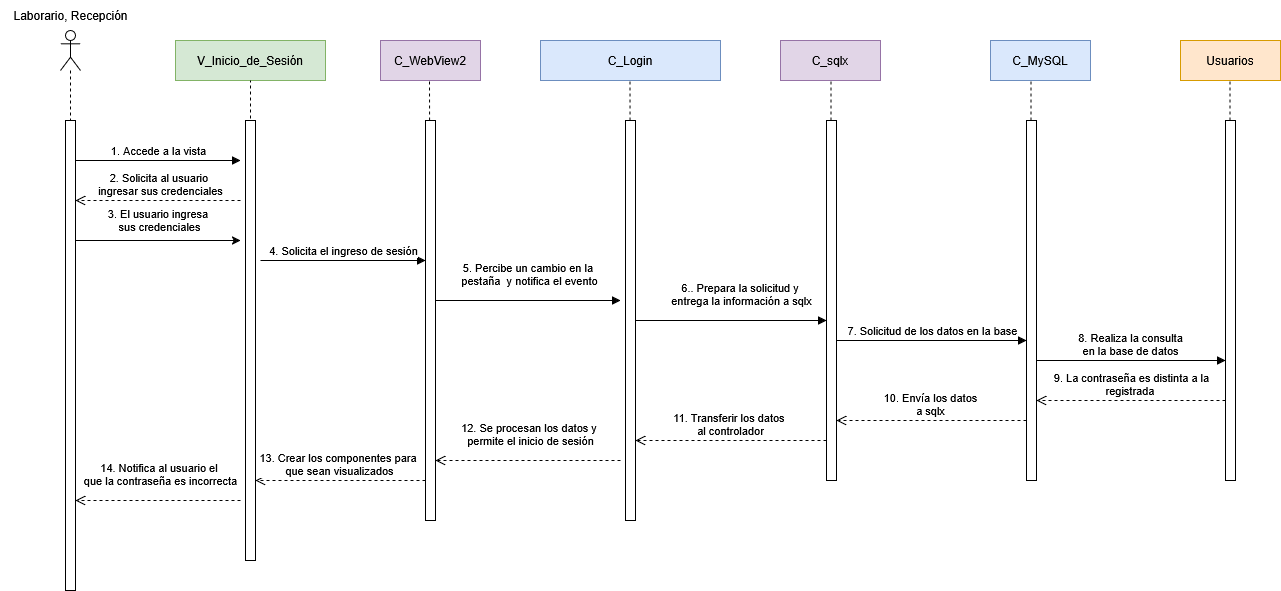 Laborario, Recepción
V_Inicio_de_Sesión
C_WebView2
C_Login
C_sqlx
C_MySQL
Usuarios
1. Accede a la vista
2. Solicita al usuario
ingresar sus credenciales
3. El usuario ingresa
sus credenciales
4. Solicita el ingreso de sesión
5. Percibe un cambio en la
pestaña y notifica el evento
6.. Prepara la solicitud y
entrega la información a sqlx
7. Solicitud de los datos en la base
8. Realiza la consulta
en la base de datos
9. La contraseña es distinta a la
registrada
10. Envía los datos
a sqlx
11. Transferir los datos
al controlador
12. Se procesan los datos y
permite el inicio de sesión
13. Crear los componentes para
que sean visualizados
14. Notifica al usuario el
que la contraseña es incorrecta